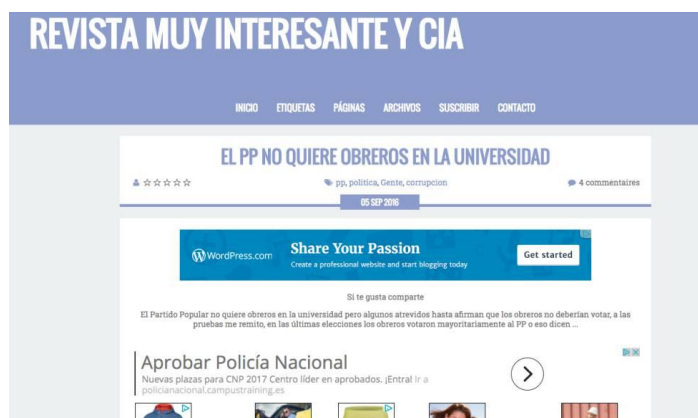 REVISTA MUY INTERESANTE Y CIA
INICIO ETIQUETAS PÁGINAS ARCHIVOS SUSCRIBIR CONTACTO
EL PP NO QUIERE OBREROS EN LA UNIVERSIDAD
pp, politica, Gente, corrupcion
4 commentaires
05 SEP 2016
WordPress.com
Share Your Passion
Create a professional website and start blogging today
Get started
Si te gusta comparte
El Partido Popular no quiere obreros en la universidad pero algunos atrevidos hasta afirman que los obreros no deberían votar, a las
pruebas me remito, en las últimas elecciones los obreros votaron mayoritariamente al PP o eso dicen ...
Aprobar Policía Nacional
Nuevas plazas para CNP 2017 Centro líder en aprobados. ¡Entra! Ir a
policianacional.campustraining.es